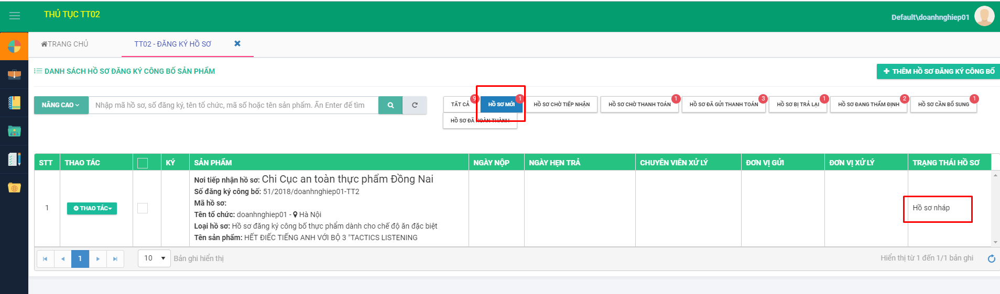 THỦ TỤC TT02
Default\doanhnghiep01
TRANG CHỦ
TT02 - ĐĂNG KÝ HỒ SƠ
DANH SÁCH HỒ SƠ ĐĂNG KÝ CÔNG BỐ SẢN PHẨM
THÊM HỒ SƠ ĐĂNG KÝ CÔNG BỐ
NÂNG CAO
Nhập mã hồ sơ, số đăng ký, tên tổ chức, mã số hoặc tên sản phẩm. Ấn Enter để tìm
TẤT CẢ 9
HỒ SƠ MỚI 1
HỒ SƠ CHỜ TIẾP NHẬN
HỒ SƠ CHỜ THANH TOÁN 1
HỒ SƠ ĐÃ GỬI THANH TOÁN 3
HỒ SƠ BỊ TRẢ LẠI 1
HỒ SƠ ĐANG THẨM ĐỊNH 2
HỒ SƠ CẦN BỔ SUNG 1
HỒ SƠ ĐÃ HOÀN THÀNH
STT THAO TÁC KÝ SẢN PHẨM NGÀY NỘP NGÀY HẸN TRẢ CHUYÊN VIÊN XỬ LÝ ĐƠN VỊ GỬI ĐƠN VỊ XỬ LÝ TRẠNG THÁI HỒ SƠ
1
THAO TÁC
Nơi tiếp nhận hồ sơ: Chi Cục an toàn thực phẩm Đồng Nai
Số đăng ký công bố: 51/2018/doanhnghiep01-TT2
Mã hồ sơ:
Tên tổ chức: doanhnghiep01 - Hà Nội
Loại hồ sơ: Hồ sơ đăng ký công bố thực phẩm dành cho chế độ ăn đặc biệt
Tên sản phẩm: HẾT ĐIẾC TIẾNG ANH VỚI BỘ 3 "TACTICS LISTENING
Hồ sơ nháp
1
10
Bản ghi hiển thị
Hiển thị từ 1 đến 1/1 bản ghi